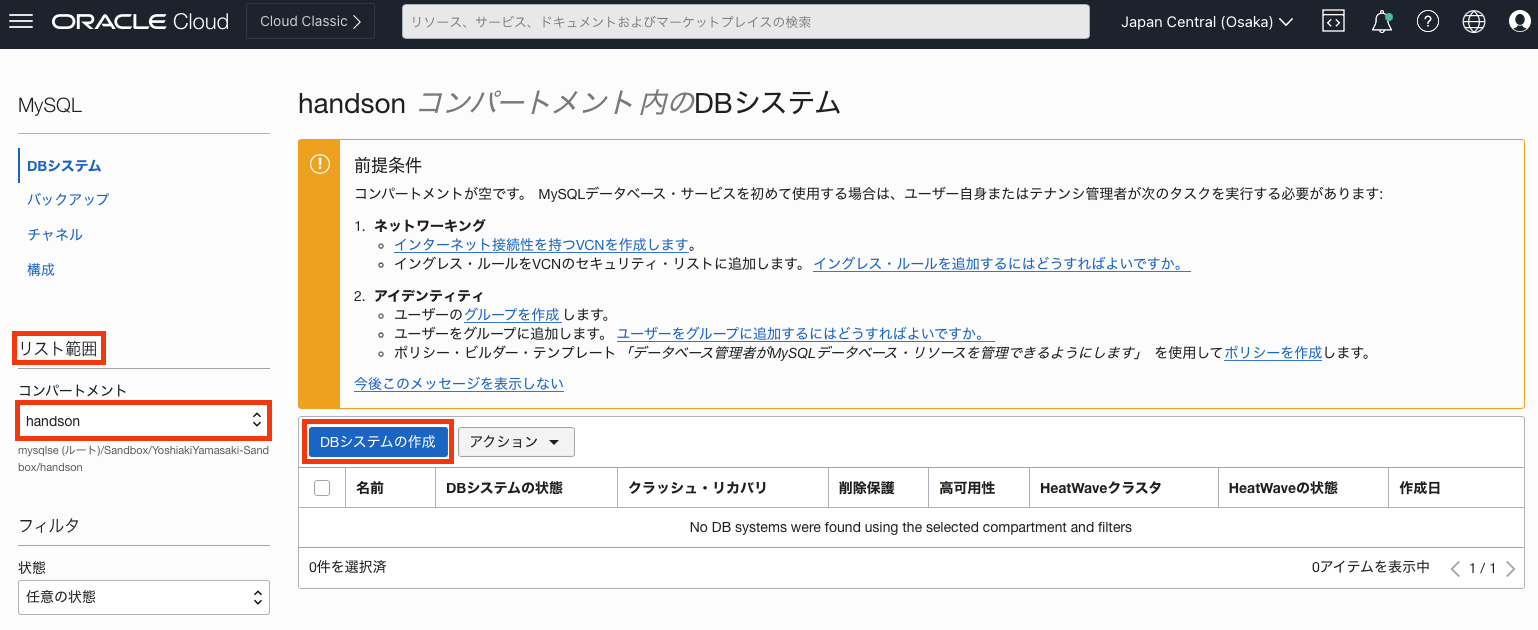 ORACLE Cloud
Cloud Classic
リソース、サービス、ドキュメントおよびマーケットプレイスの検索
Japan Central (Osaka)
MySQL
DBシステム
バックアップ
チャネル
構成
リスト範囲
コンパートメント
handson
mysqlse (ルート)/Sandbox/YoshiakiYamasaki-Sand
box/handson
フィルタ
状態
任意の状態
handson コンパートメント 内のDBシステム
前提条件
コンパートメントが空です。 MySQLデータベース・サービスを初めて使用する場合は、ユーザー自身またはテナンシ管理者が次のタスクを実行する必要があります:
1. ネットワーキング
インターネット接続性を持つVCNを作成します。
イングレス・ルールをVCNのセキュリティ・リストに追加します。 イングレス・ルールを追加するにはどうすればよいですか。
2. アイデンティティ
ユーザーのグループを作成 します。
ユーザーをグループに追加します。 ユーザーをグループに追加するにはどうすればよいですか。
ポリシー・ビルダー・テンプレート 「データベース管理者がMySQLデータベース・リソースを管理できるようにします」 を使用してポリシーを作成します。
今後このメッセージを表示しない
DBシステムの作成 アクション
名前 DBシステムの状態 クラッシュ・リカバリ 削除保護 高可用性 HeatWaveクラスタ HeatWaveの状態 作成日
No DB systems were found using the selected compartment and filters
0件を選択済 0アイテムを表示中 1 / 1